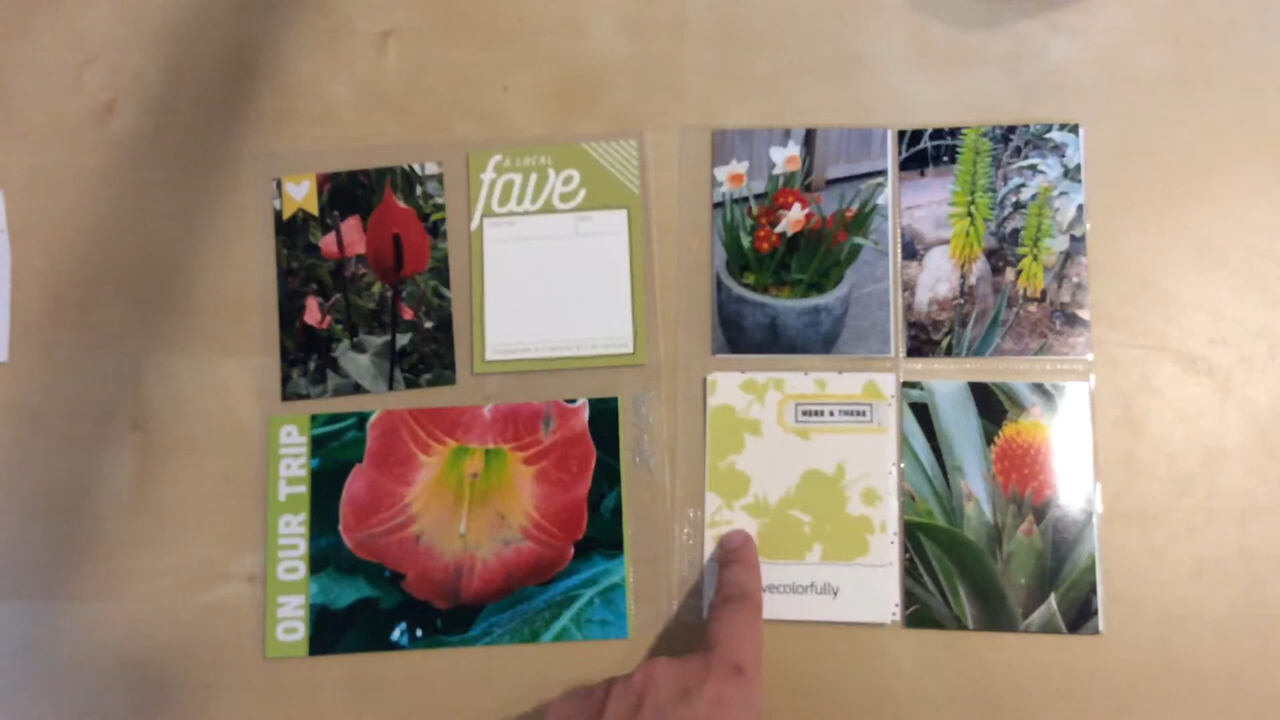 A LOCAL
fave
ON OUR TRIP
HERE & THERE
vecolorfully